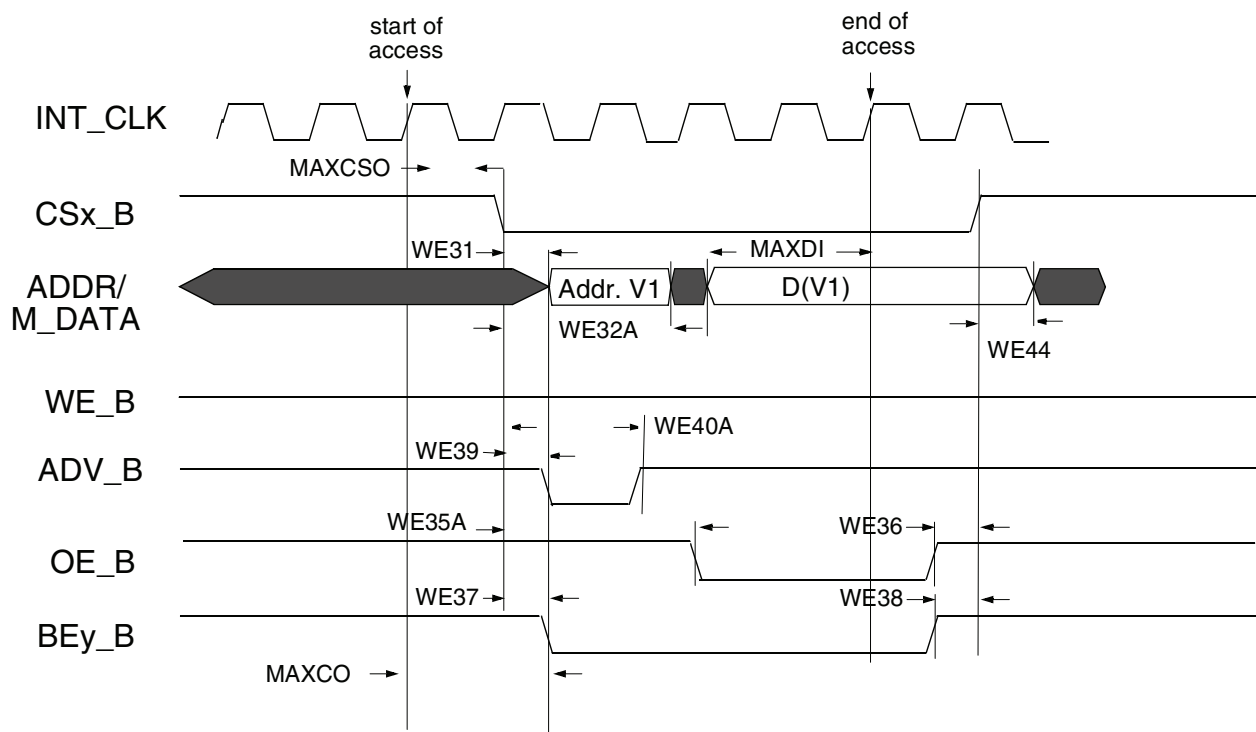 start of
access
end of
access
INT_CLK
MAXCSO
CSx_B
WE31
MAXDI
ADDR/
M_DATA
Addr. V1
D(V1)
WE32A
WE44
WE_B
WE40A
WE39
ADV_B
WE35A
WE36
OE_B
WE37
WE38
BEy_B
MAXCO